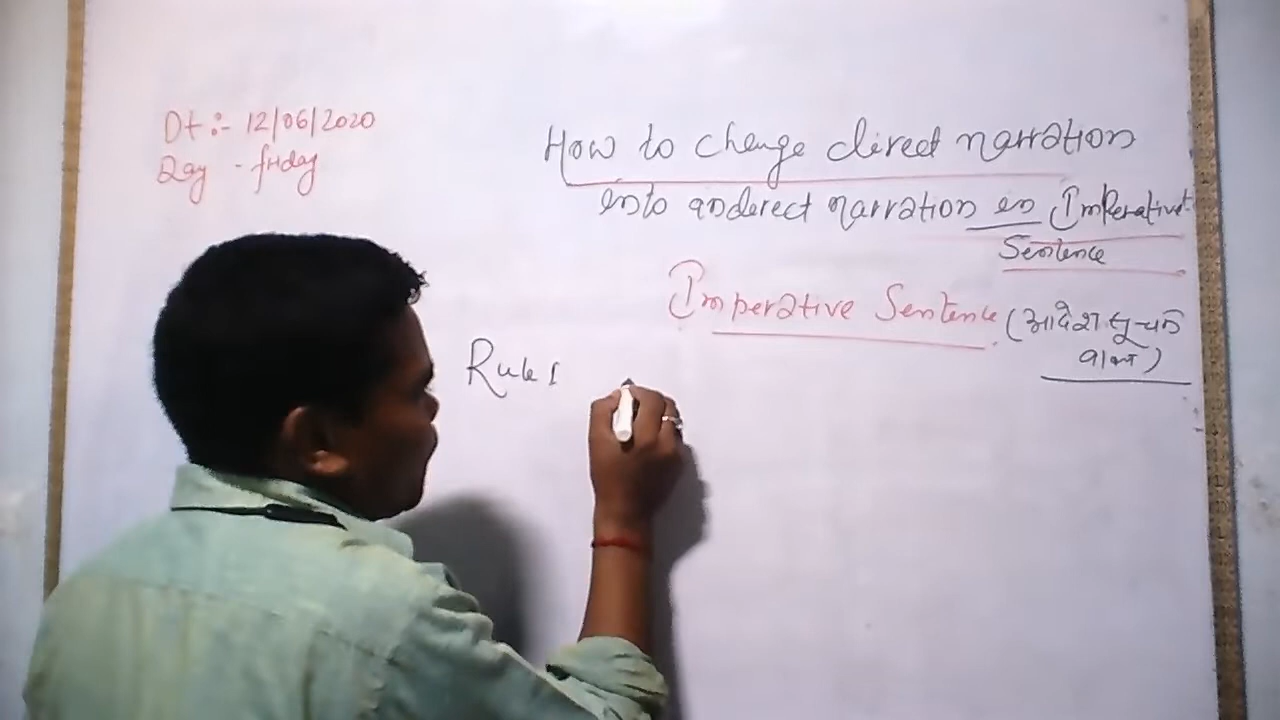 Dt :- 12/06/2020
Day - friday
How to change direct narration
into inderect narration in Imperative
Sentence
Imperative Sentence (आदेश सूचक
वाक्य)
Rule 1